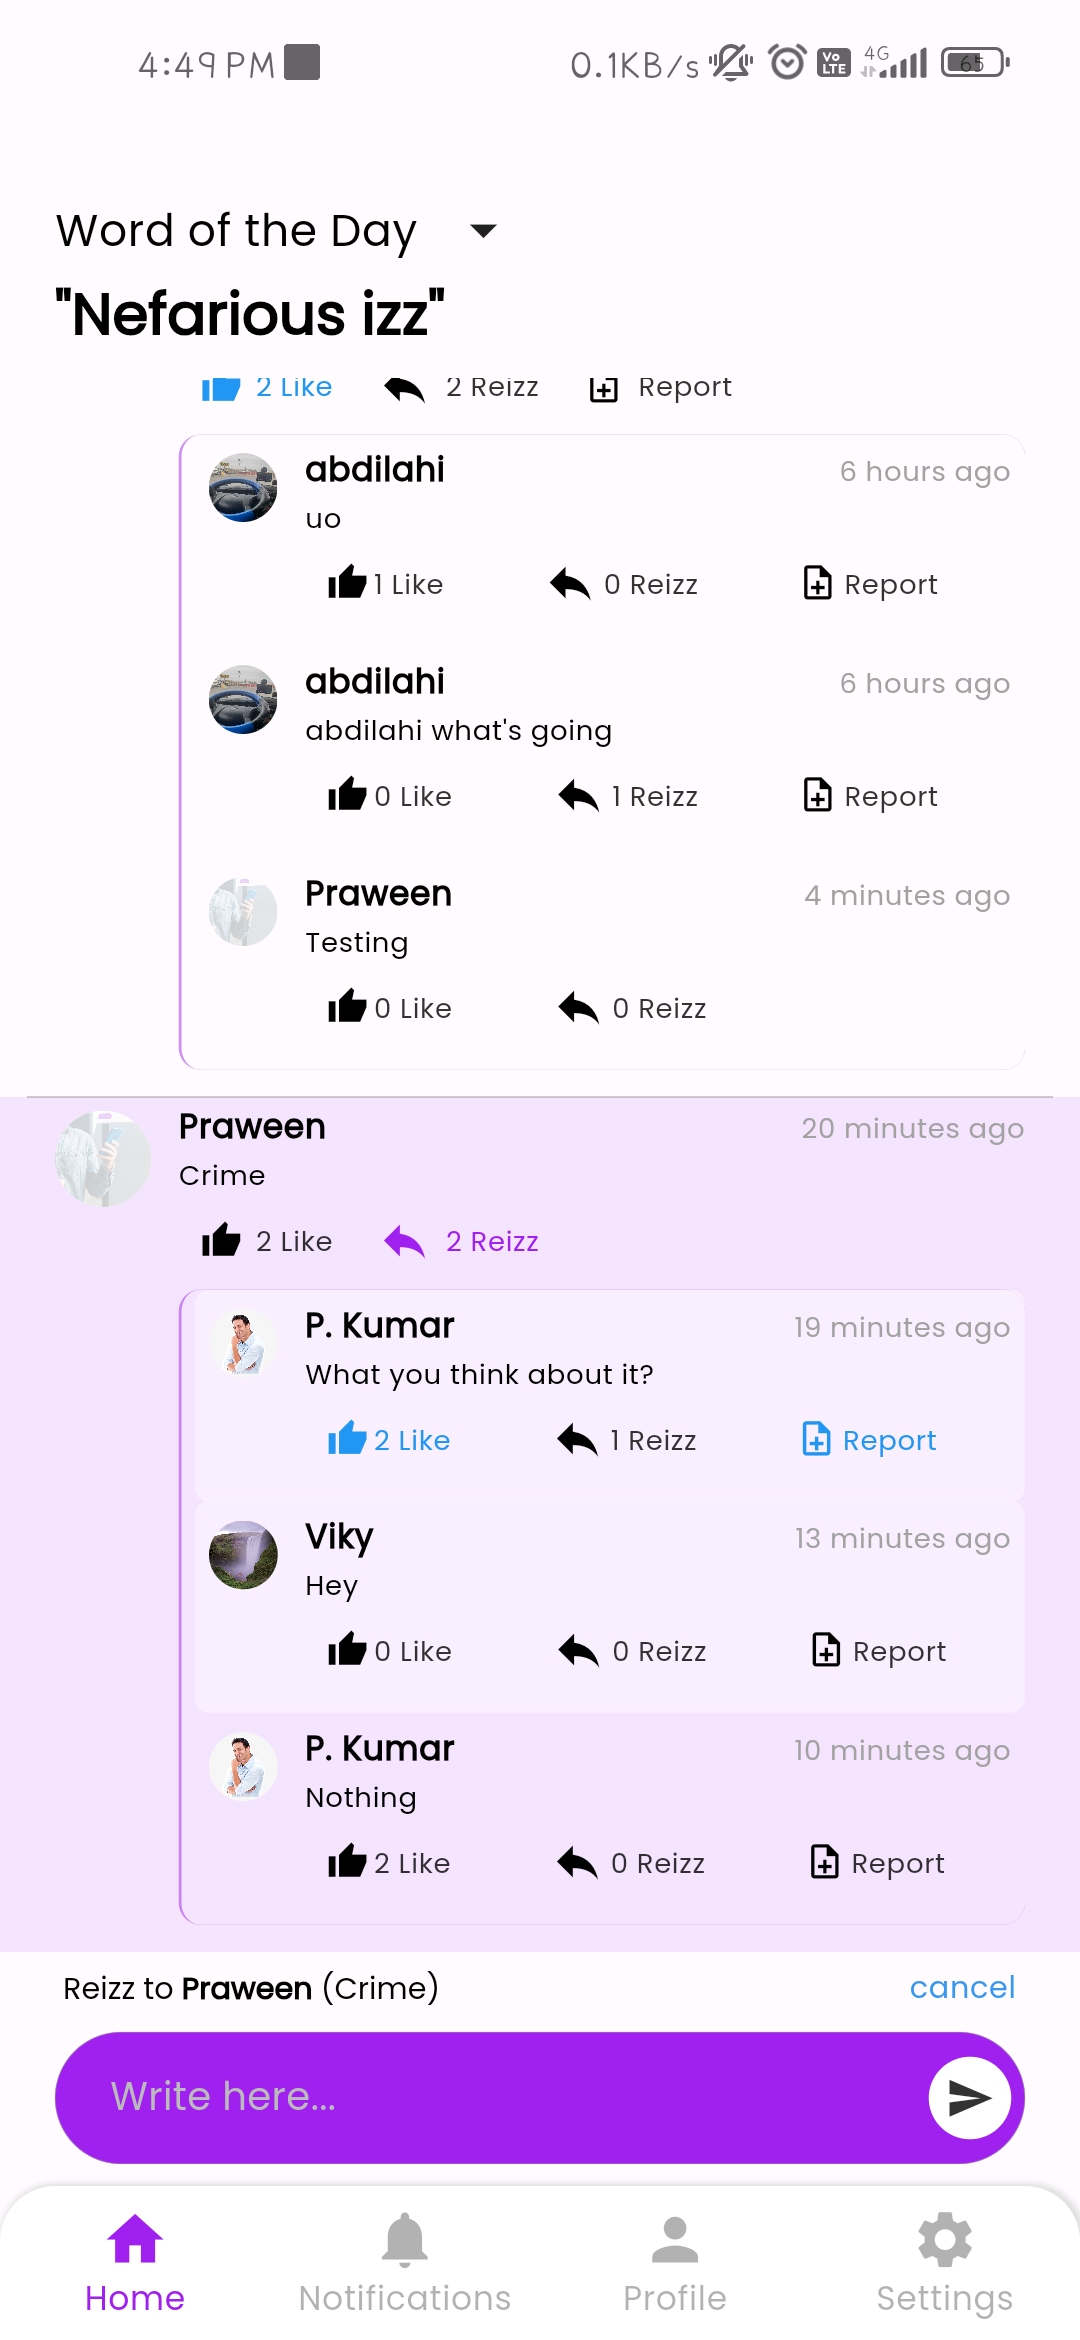 4:49 PM 0.1KB/s Vo LTE 4G 65
Word of the Day
"Nefarious izz"
2 Like 2 Reizz Report
abdilahi 6 hours ago
uo
1 Like 0 Reizz Report
abdilahi 6 hours ago
abdilahi what's going
0 Like 1 Reizz Report
Praween 4 minutes ago
Testing
0 Like 0 Reizz
Praween 20 minutes ago
Crime
2 Like 2 Reizz
P. Kumar 19 minutes ago
What you think about it?
2 Like 1 Reizz Report
Viky 13 minutes ago
Hey
0 Like 0 Reizz Report
P. Kumar 10 minutes ago
Nothing
2 Like 0 Reizz Report
Reizz to Praween (Crime) cancel
Write here...
Home Notifications Profile Settings